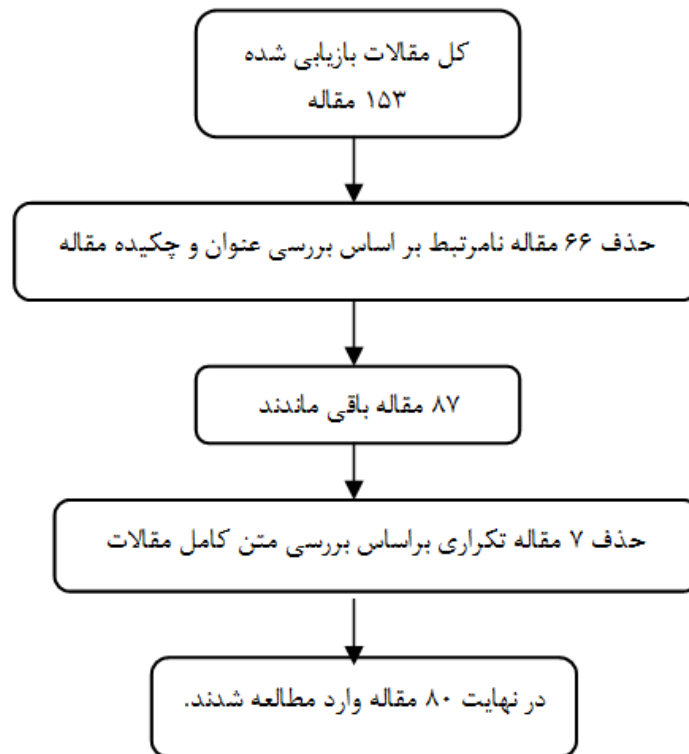 کل مقالات بازیابی شده
۱۵۳ مقاله
حذف ۶۶ مقاله نامرتبط بر اساس بررسی عنوان و چکیده مقاله
۸۷ مقاله باقی ماندند
حذف ۷ مقاله تکراری براساس بررسی متن کامل مقالات
در نهایت ۸۰ مقاله وارد مطالعه شدند.